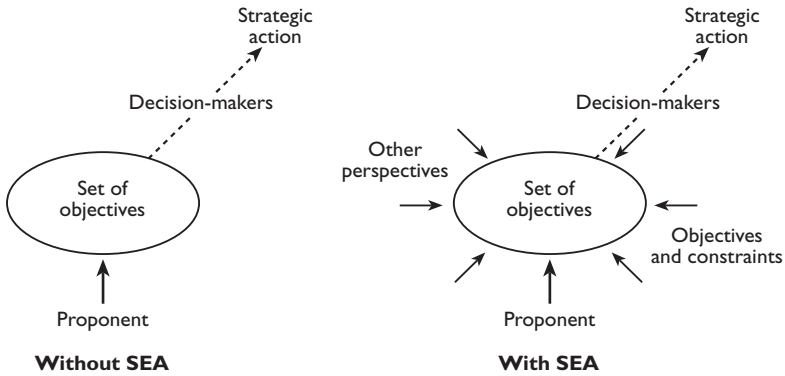 Strategic
action
Decision-makers
Set of
objectives
Proponent
Without SEA
Strategic
action
Decision-makers
Other
perspectives
Set of
objectives
Objectives
and constraints
Proponent
With SEA